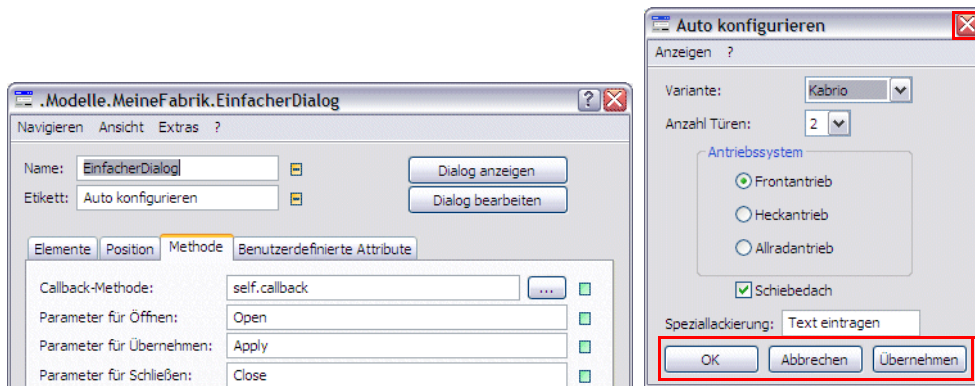 .Modelle.MeineFabrik.EinfacherDialog
Navigieren Ansicht Extras ?
Name: EinfacherDialog Dialog anzeigen
Etikett: Auto konfigurieren Dialog bearbeiten
Elemente Position Methode Benutzerdefinierte Attribute
Callback-Methode: self.callback ...
Parameter für Öffnen: Open
Parameter für Übernehmen: Apply
Parameter für Schließen: Close
Auto konfigurieren
Anzeigen ?
Variante: Kabrio
Anzahl Türen: 2
Antriebssystem
Frontantrieb
Heckantrieb
Allradantrieb
Schiebedach
Speziallackierung: Text eintragen
OK Abbrechen Übernehmen